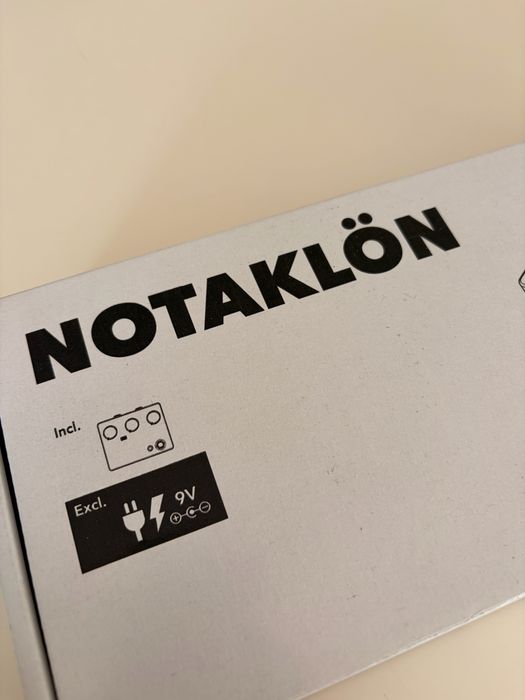 NOTAKLÖN
Incl.
Excl.
9V